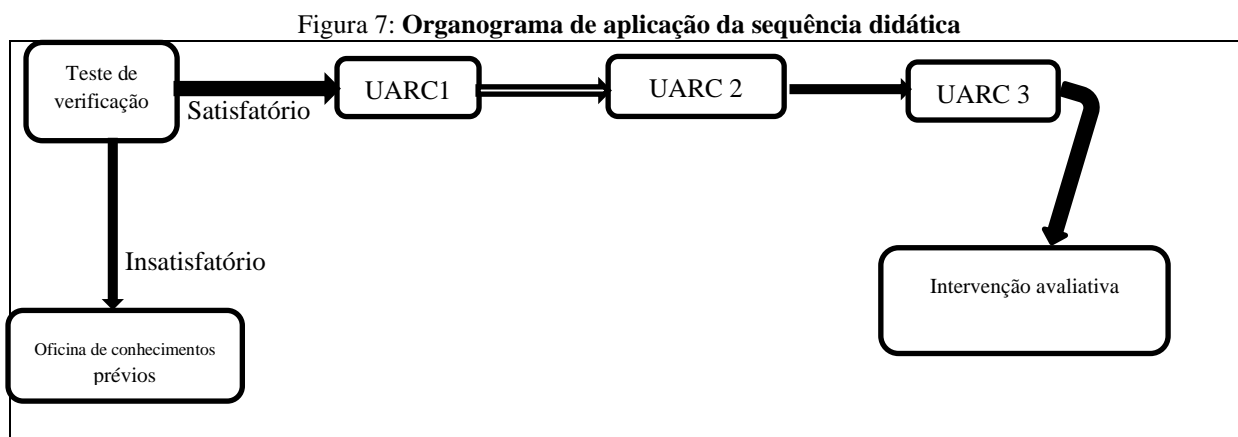 Figura 7: Organograma de aplicação da sequência didática
Teste de
verificação
Satisfatório
UARC1
UARC 2
UARC 3
Insatisfatório
Intervenção avaliativa
Oficina de conhecimentos
prévios